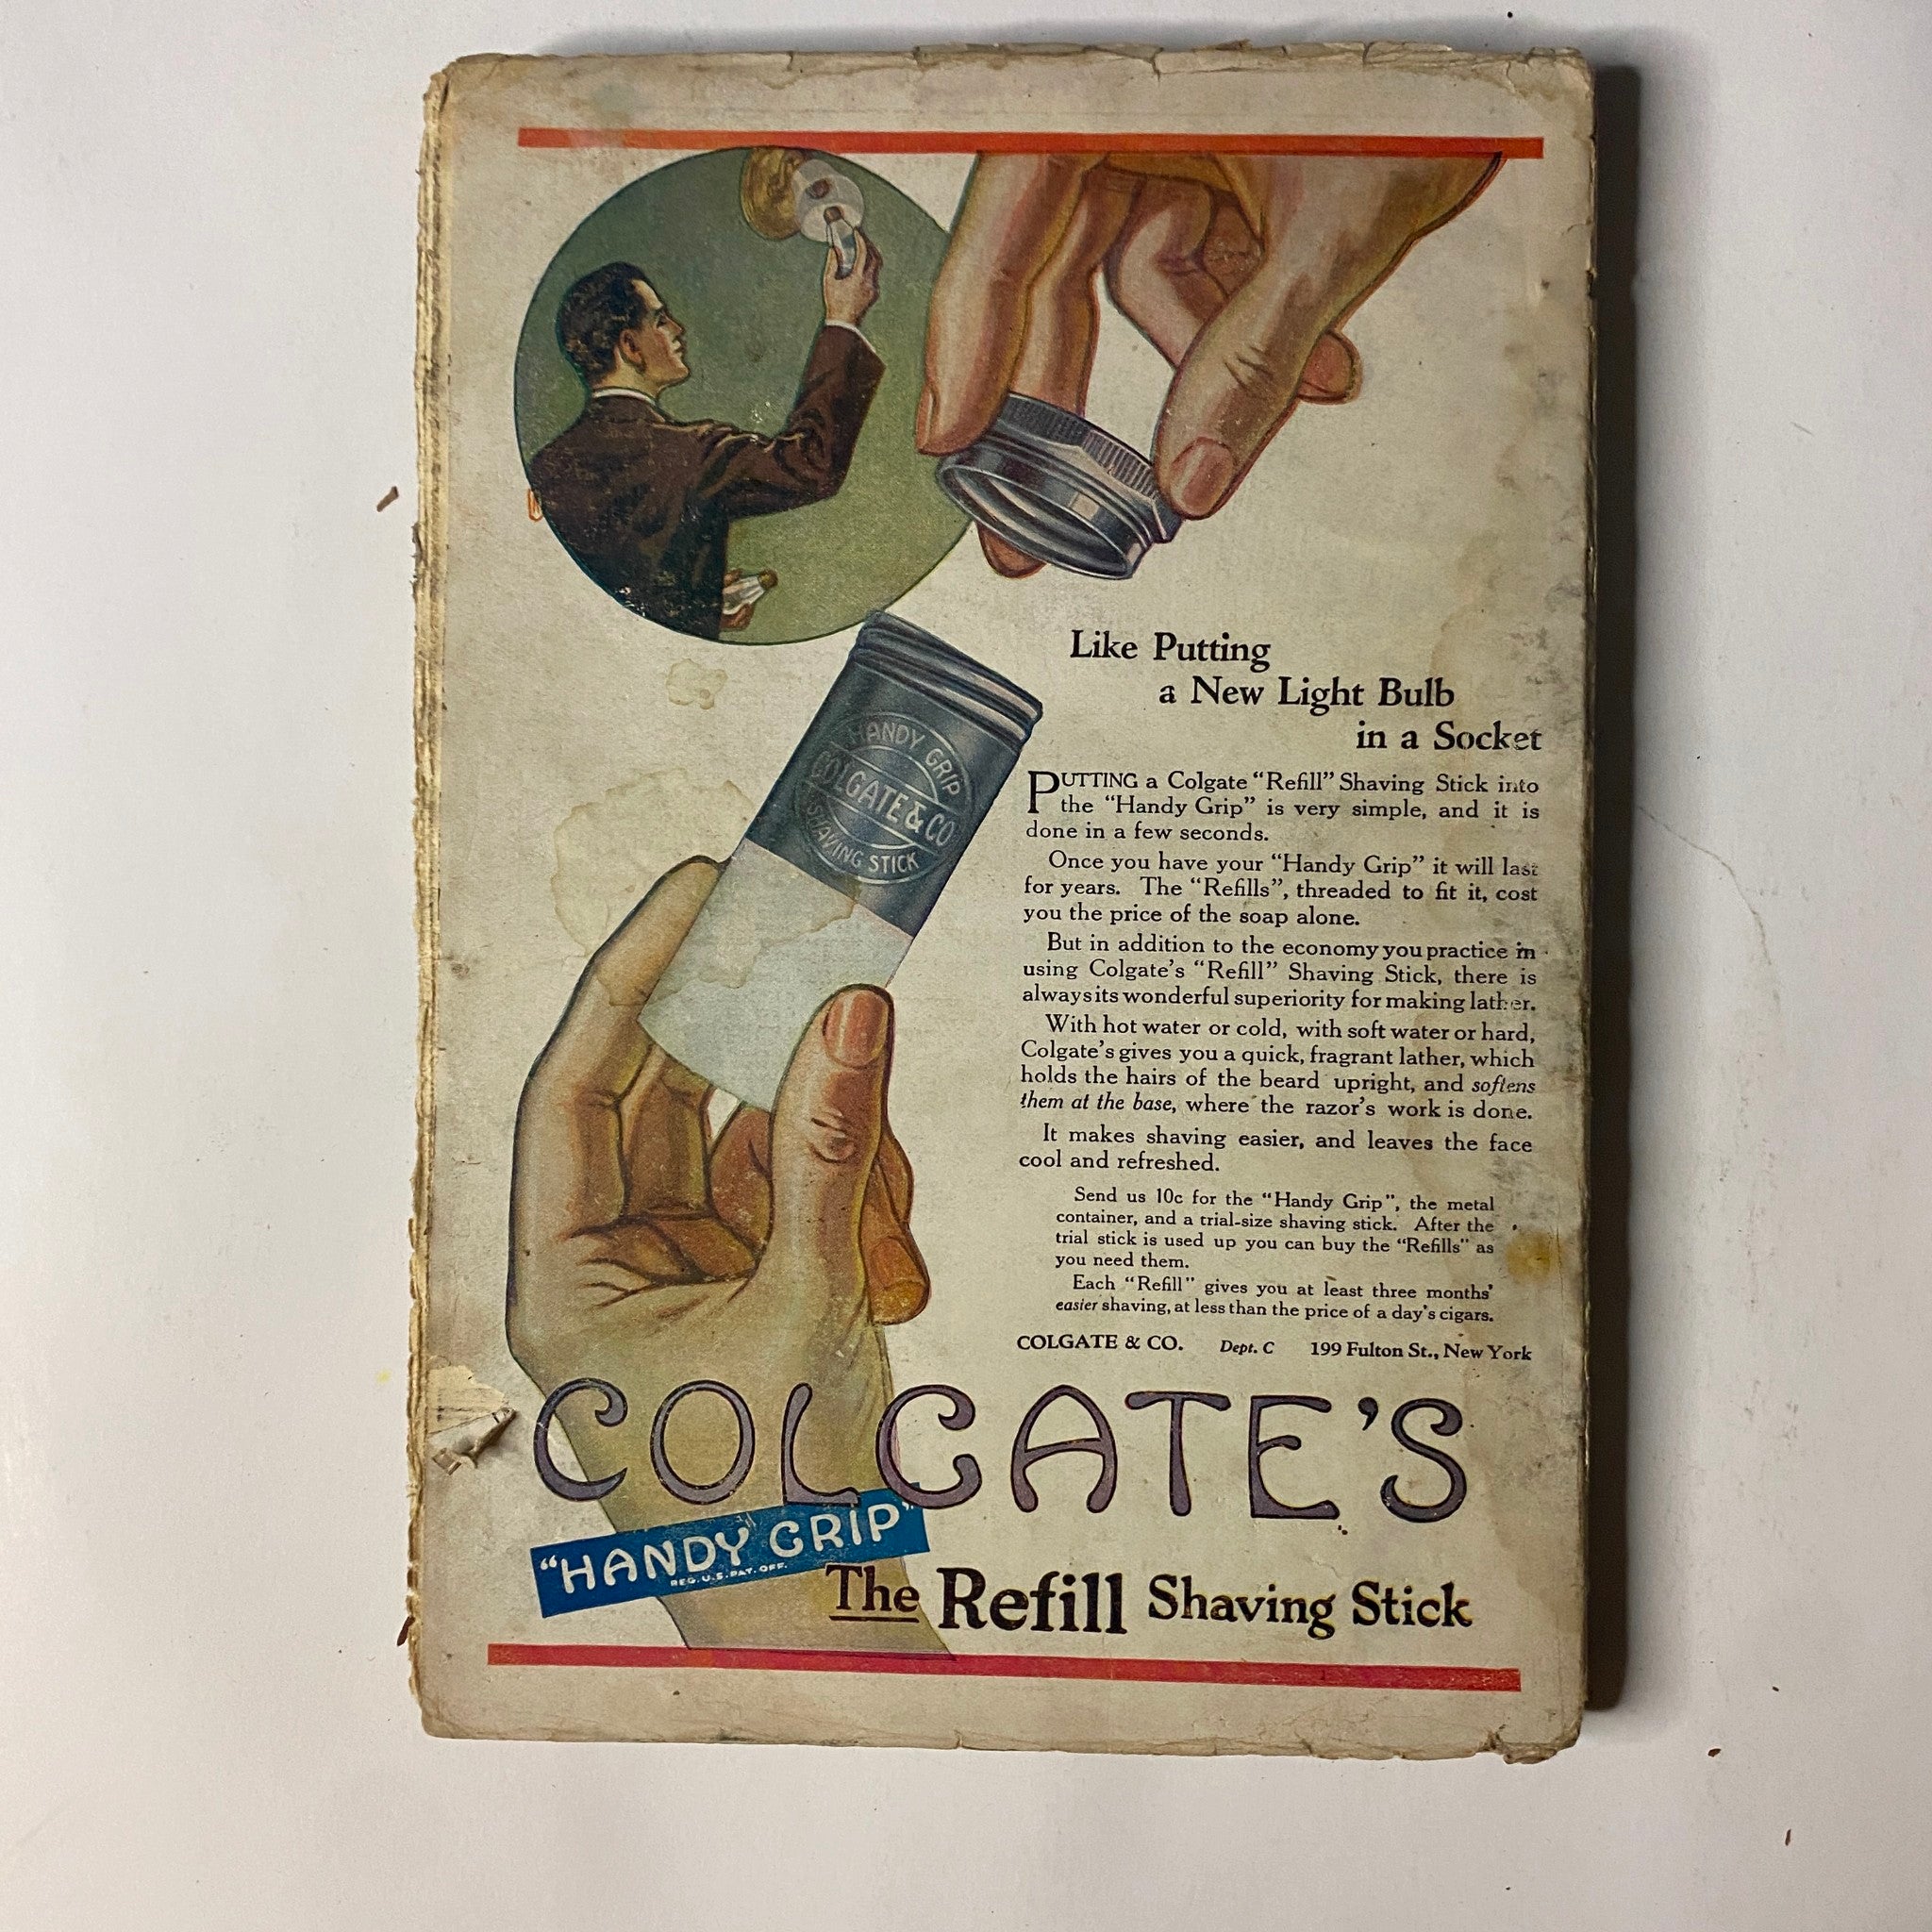 HANDY GRIP
COLGATE & CO
SHAVING STICK
Like Putting
a New Light Bulb
in a Socket
PUTTING a Colgate "Refill" Shaving Stick into
the "Handy Grip" is very simple, and it is
done in a few seconds.
Once you have your "Handy Grip" it will last
for years. The "Refills", threaded to fit it, cost
you the price of the soap alone.
But in addition to the economy you practice in
using Colgate's "Refill" Shaving Stick, there is
always its wonderful superiority for making lather.
With hot water or cold, with soft water or hard,
Colgate's gives you a quick, fragrant lather, which
holds the hairs of the beard upright, and softens
them at the base, where the razor's work is done.
It makes shaving easier, and leaves the face
cool and refreshed.
Send us 10c for the "Handy Grip", the metal
container, and a trial-size shaving stick. After the
trial stick is used up you can buy the "Refills" as
you need them.
Each "Refill" gives you at least three months'
easier shaving, at less than the price of a day's cigars.
COLGATE & CO. Dept. C 199 Fulton St., New York
COLGATE'S
"HANDY GRIP"
REG. U.S. PAT. OFF.
The Refill Shaving Stick